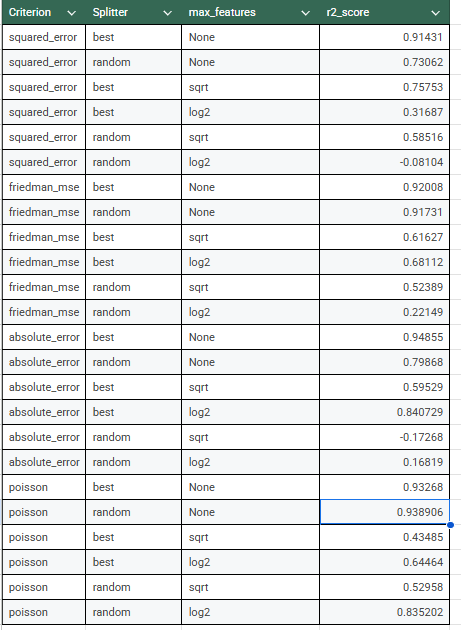 Criterion Splitter max_features r2_score
squared_error best None 0.91431
squared_error random None 0.73062
squared_error best sqrt 0.75753
squared_error best log2 0.31687
squared_error random sqrt 0.58516
squared_error random log2 -0.08104
friedman_mse best None 0.92008
friedman_mse random None 0.91731
friedman_mse best sqrt 0.61627
friedman_mse best log2 0.68112
friedman_mse random sqrt 0.52389
friedman_mse random log2 0.22149
absolute_error best None 0.94855
absolute_error random None 0.79868
absolute_error best sqrt 0.59529
absolute_error best log2 0.840729
absolute_error random sqrt -0.17268
absolute_error random log2 0.16819
poisson best None 0.93268
poisson random None 0.938906
poisson best sqrt 0.43485
poisson best log2 0.64464
poisson random sqrt 0.52958
poisson random log2 0.835202